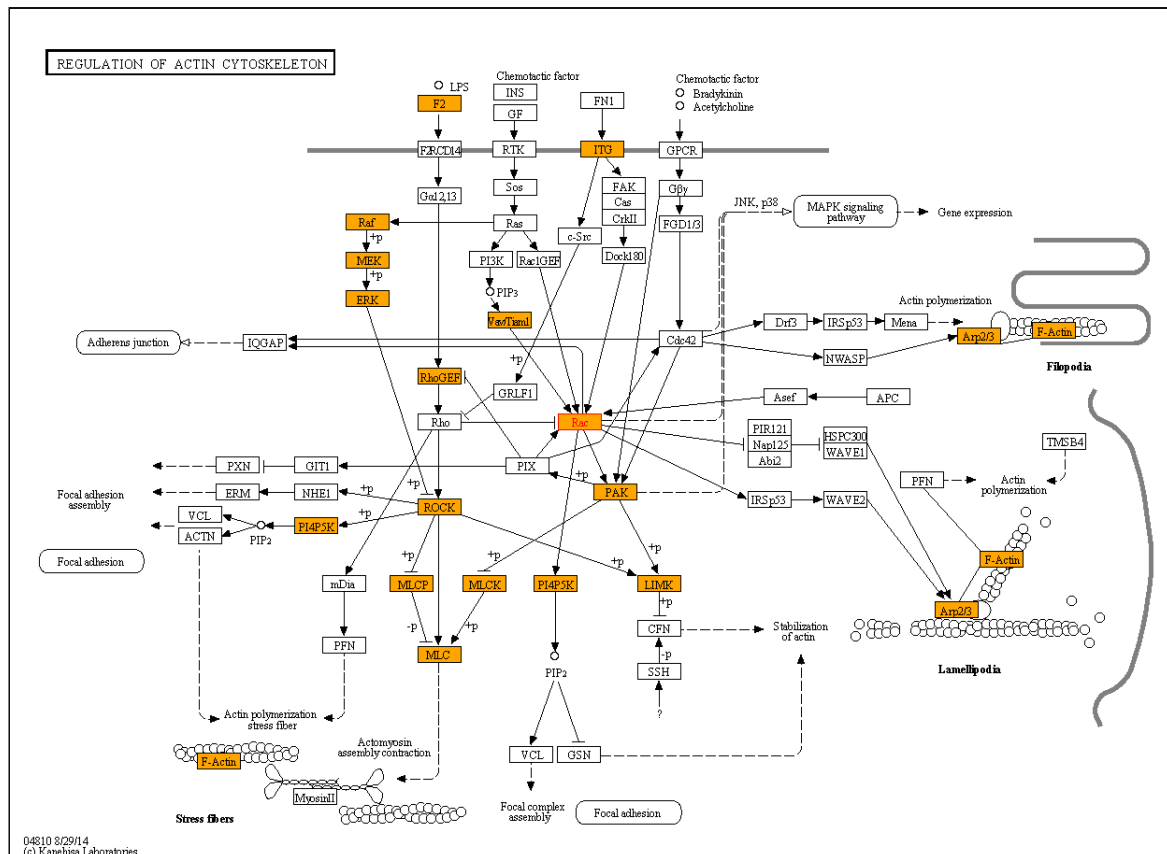 REGULATION OF ACTIN CYTOSKELETON
LPS
F2
Chemotactic factor
INS
GF
FN1
Chemotactic factor
Bradykinin
Acetylcholine
F2R
CD14
RTK
ITG
GPCR
Gα12,13
Sos
FAK
Cas
CrkII
Gβγ
JNK, p38
MAPK signaling
pathway
Gene expression
Raf
Ras
c-Src
FGD1/3
+p
MEK
PI3K
Rac1GEF
Dock180
+p
ERK
PIP3
Vav
Tiam1
Actin polymerization
Drf3
IRSp53
Mena
Arp2/3
F-Actin
Adherens junction
IQGAP
+p
Cdc42
NWASP
Filopodia
RhoGEF
GRLF1
Asef
APC
Rho
Rac
PIR121
Nap125
Abi2
HSPC300
WAVE1
TMSB4
PXN
GIT1
PIX
+p
PFN
Actin
polymerization
Focal adhesion
assembly
ERM
NHE1
+p
ROCK
PAK
IRSp53
WAVE2
VCL
ACTN
PIP2
PI4P5K
+p
Focal adhesion
+p
+p
+p
+p
F-Actin
mDia
MLCP
MLCK
PI4P5K
LIMK
+p
Arp2/3
-p
+p
CFN
Stabilization
of actin
PFN
MLC
-p
PIP2
SSH
Lamellipodia
?
Actin polymerization
stress fiber
Actomyosin
assembly contraction
F-Actin
VCL
GSN
MyosinII
Stress fibers
Focal complex
assembly
Focal adhesion
04810 8/29/14
(c) Kanehisa Laboratories